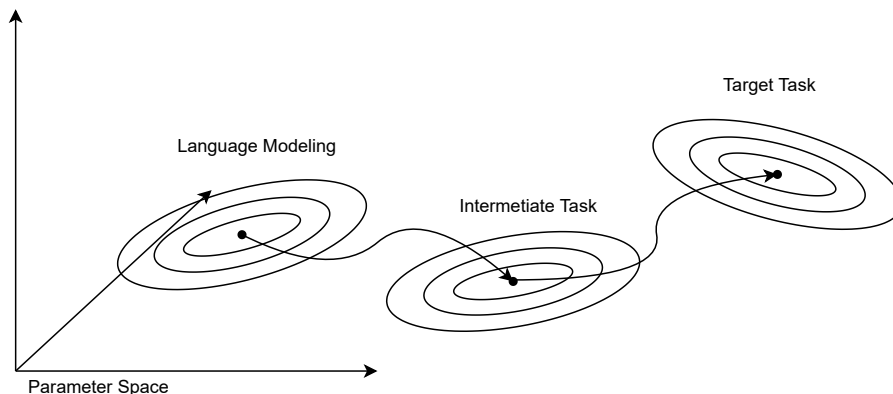 Target Task
Language Modeling
Intermetiate Task
Parameter Space